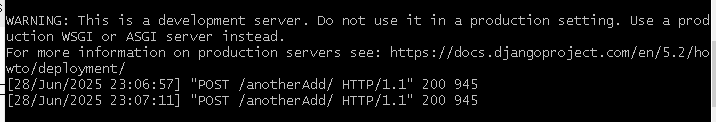 WARNING: This is a development server. Do not use it in a production setting. Use a prod
uction WSGI or ASGI server instead.
For more information on production servers see: https://docs.djangoproject.com/en/5.2/ho
wto/deployment/
[28/Jun/2025 23:06:57] "POST /anotherAdd/ HTTP/1.1" 200 945
[28/Jun/2025 23:07:11] "POST /anotherAdd/ HTTP/1.1" 200 945